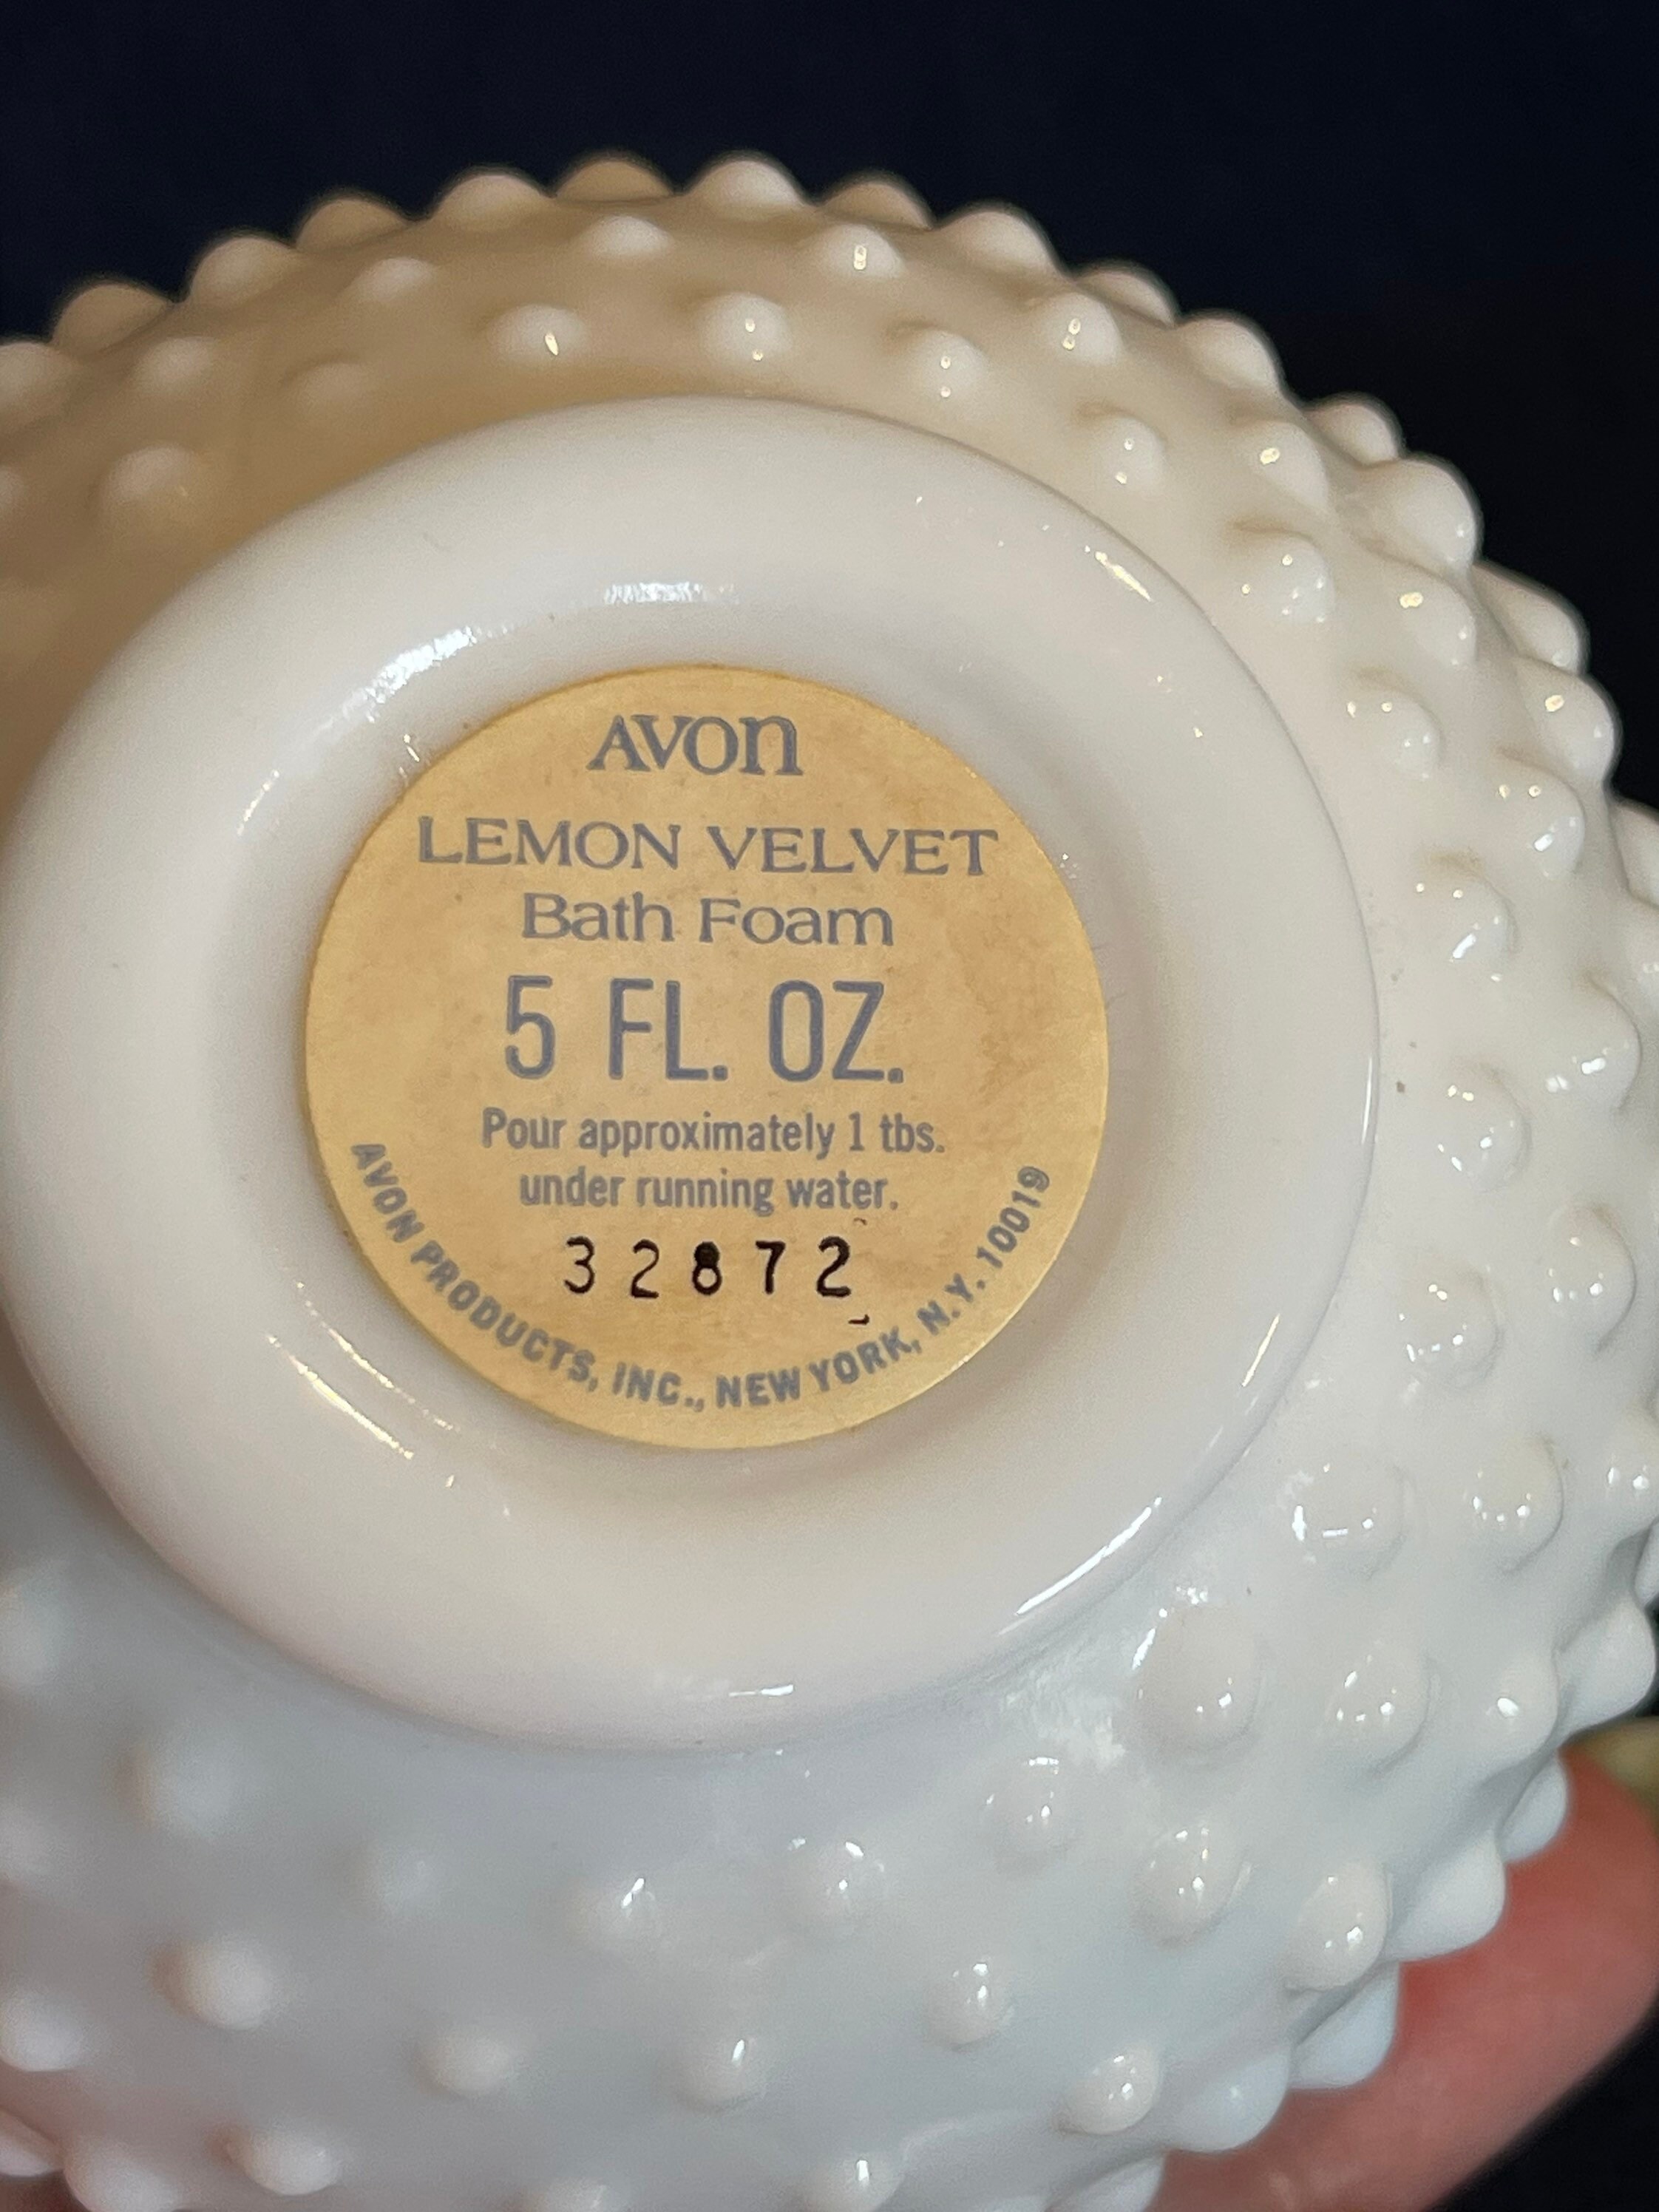 AVON
LEMON VELVET
Bath Foam
5 FL. OZ.
Pour approximately 1 tbs.
under running water.
32872
AVON PRODUCTS, INC., NEW YORK, N.Y. 10019